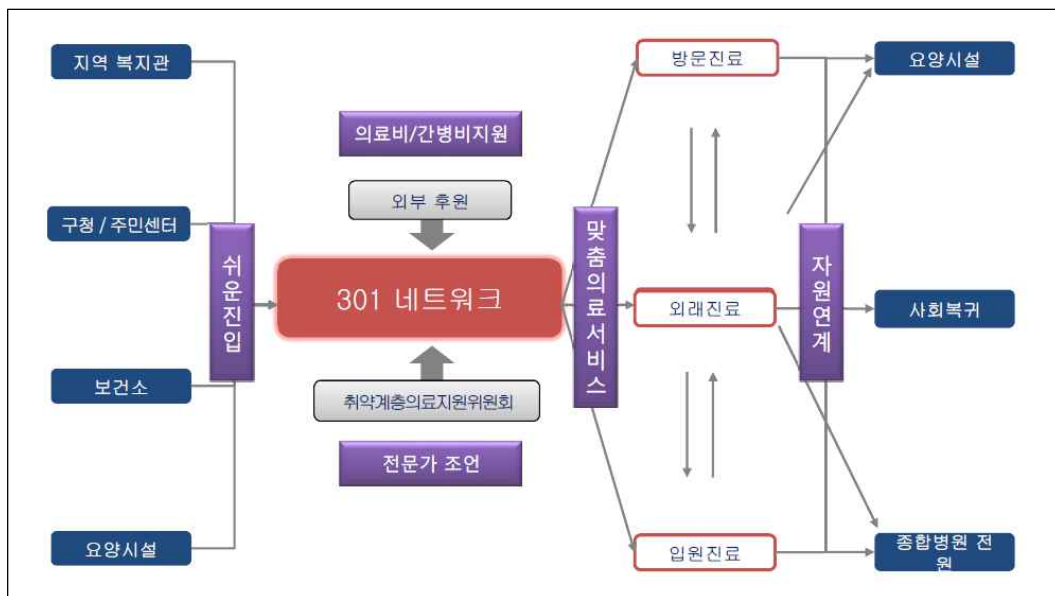 지역 복지관
구청 / 주민센터
보건소
요양시설
쉬운진입
의료비/간병비지원
외부 후원
301 네트워크
취약계층의료지원위원회
전문가 조언
맞춤의료서비스
방문진료
외래진료
입원진료
자원연계
요양시설
사회복귀
종합병원 전
원